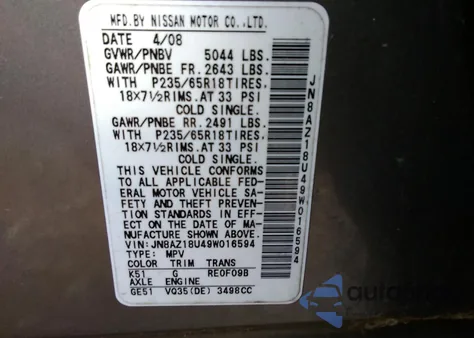 MFD.BY NISSAN MOTOR CO.,LTD.
DATE 4/08
GVWR/PNBV 5044 LBS.
GAWR/PNBE FR. 2643 LBS.
WITH P235/65R18TIRES.
18X7½RIMS.AT 33 PSI
COLD SINGLE.
GAWR/PNBE RR. 2491 LBS.
WITH P235/65R18TIRES.
18X7½RIMS.AT 33 PSI
COLD SINGLE.
THIS VEHICLE CONFORMS
TO ALL APPLICABLE FED-
ERAL MOTOR VEHICLE SA-
FETY AND THEFT PREVEN-
TION STANDARDS IN EFF-
ECT ON THE DATE OF MA-
NUFACTURE SHOWN ABOVE.
VIN: JN8AZ18U49W016594
TYPE: MPV
COLOR TRIM TRANS
K51 G RE0F09B
AXLE ENGINE
GE51 VQ35(DE) 3498CC
JN8AZ18U49W016594